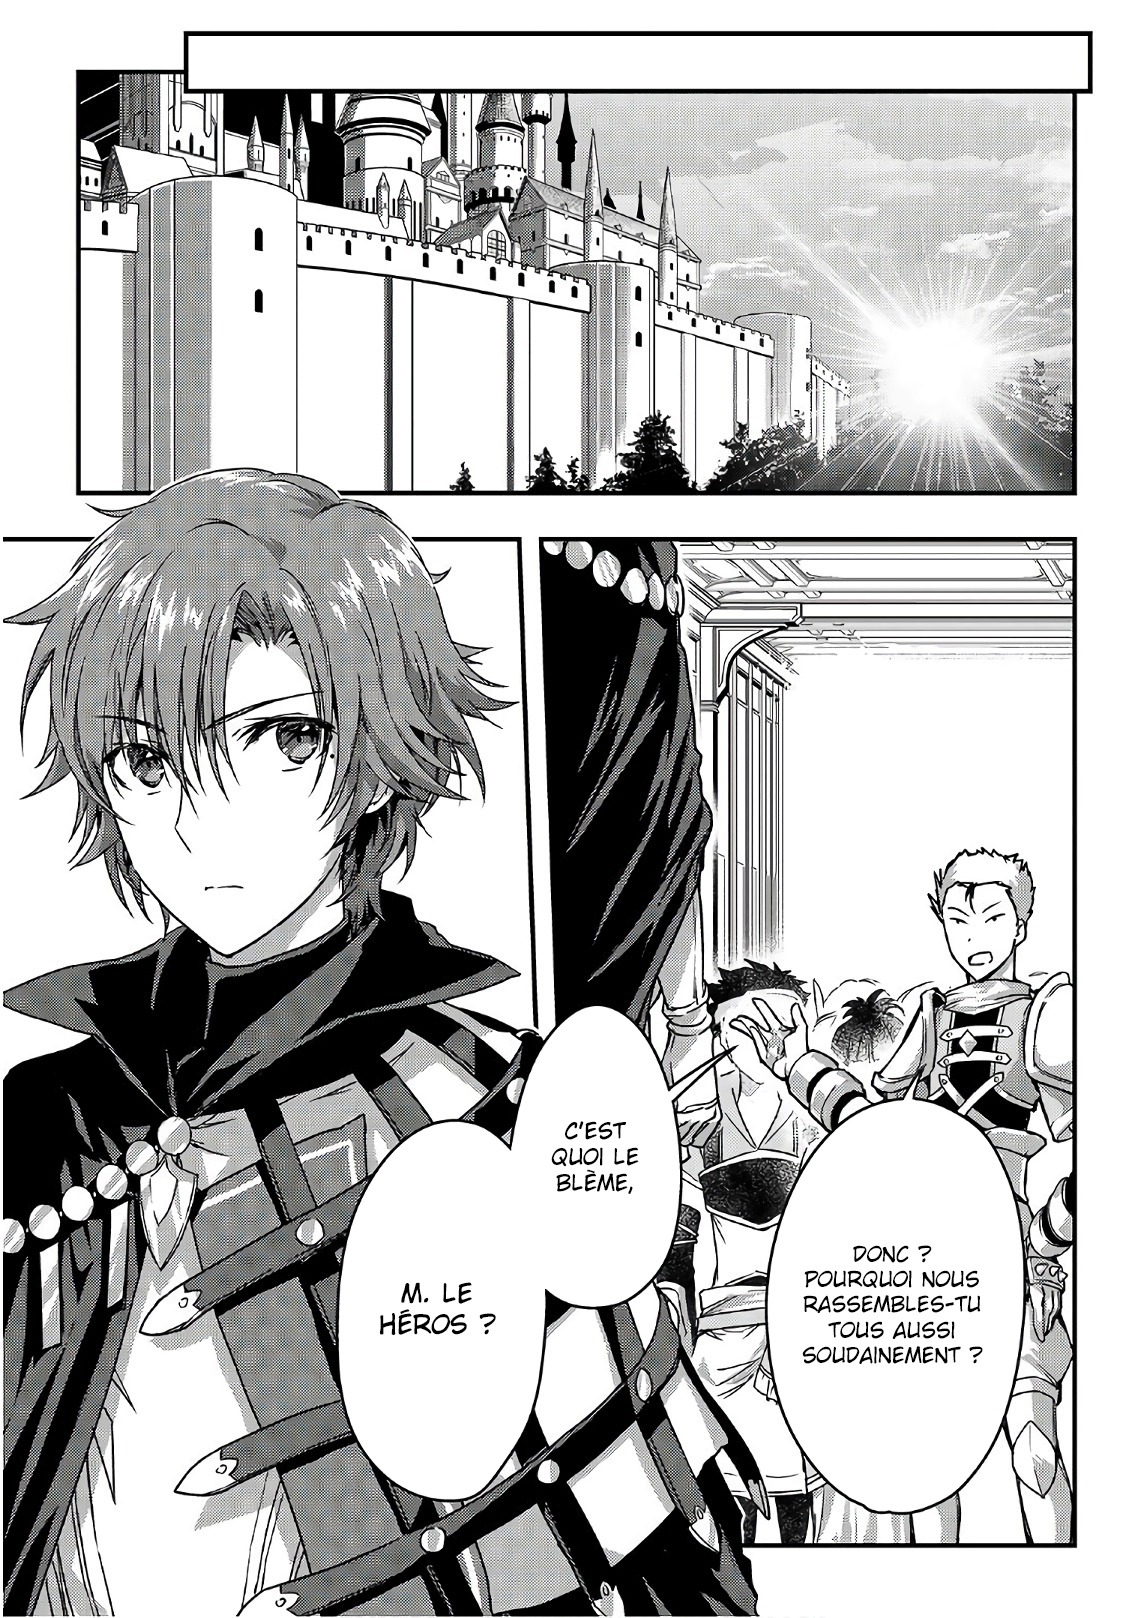 DONC ?
POURQUOI NOUS
RASSEMBLES-TU
TOUS AUSSI
SOUDAINEMENT ?
C'EST
QUOI LE
BLÈME,
M. LE
HÉROS ?